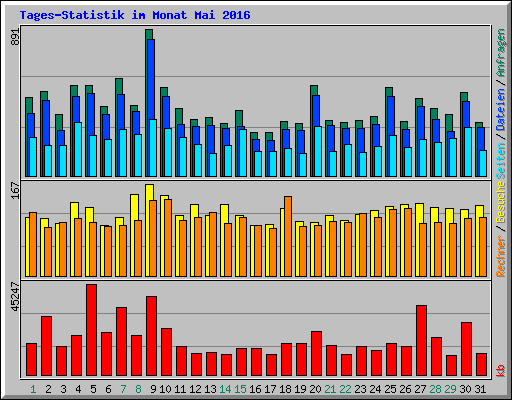 Tages-Statistik im Monat Mai 2016
891
167
45247
Rechner / Besuche Seiten / Dateien / Anfragen
kb
1 2 3 4 5 6 7 8 9 10 11 12 13 14 15 16 17 18 19 20 21 22 23 24 25 26 27 28 29 30 31